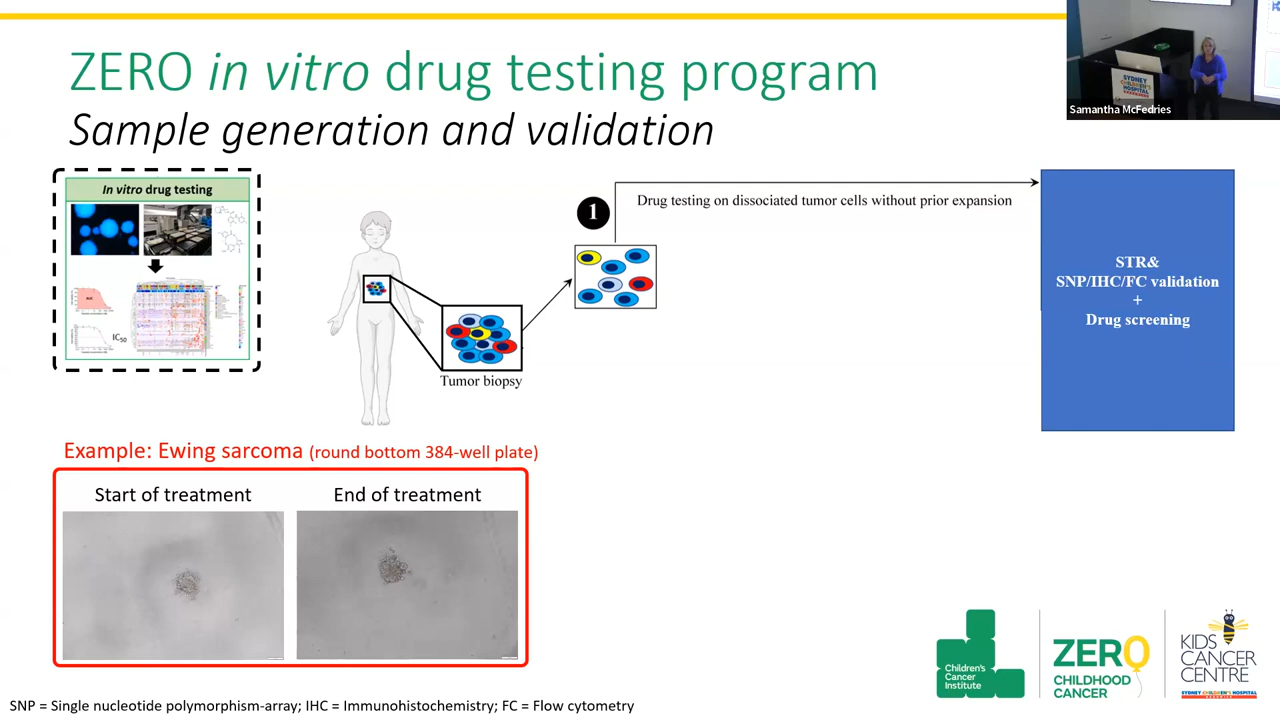 ZERO in vitro drug testing program
Sample generation and validation
SYDNEY
CHILDREN'S
HOSPITAL
Samantha McFedries
In vitro drug testing
IC50
Tumor biopsy
1
Drug testing on dissociated tumor cells without prior expansion
STR&
SNP/IHC/FC validation
+
Drug screening
Example: Ewing sarcoma (round bottom 384-well plate)
Start of treatment
End of treatment
Children's
Cancer
Institute
ZERO
CHILDHOOD
CANCER
KIDS
CANCER
CENTRE
SYDNEY CHILDREN'S HOSPITAL
SNP = Single nucleotide polymorphism-array; IHC = Immunohistochemistry; FC = Flow cytometry